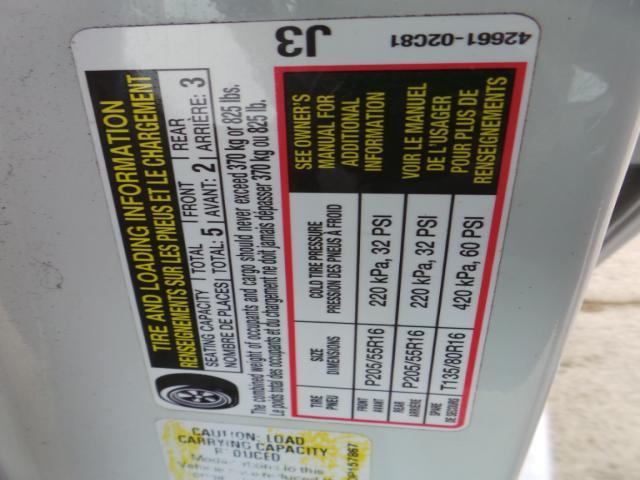 TIRE AND LOADING INFORMATION
RENSEIGNEMENTS SUR LES PNEUS ET LE CHARGEMENT
SEATING CAPACITY TOTAL FRONT REAR
NOMBRE DE PLACES TOTAL: 5 AVANT: 2 ARRIÈRE: 3
The combined weight of occupants and cargo should never exceed 370 kg or 825 lbs.
Le poids total des occupants et du chargement ne doit jamais dépasser 370 kg ou 825 lb.
TIRE SIZE COLD TIRE PRESSURE SEE OWNER'S
PNEU DIMENSIONS PRESSION DES PNEUS À FROID MANUAL FOR
ADDITIONAL
INFORMATION
FRONT P205/55R16 220 kPa, 32 PSI
AVANT
REAR P205/55R16 220 kPa, 32 PSI
ARRIÈRE
SPARE T135/80R16 420 kPa, 60 PSI
DE SECOURS
VOIR LE MANUEL
DE L'USAGER
POUR PLUS DE
RENSEIGNEMENTS
J3
42661-02C81
CAUTION: LOAD
CARRYING CAPACITY